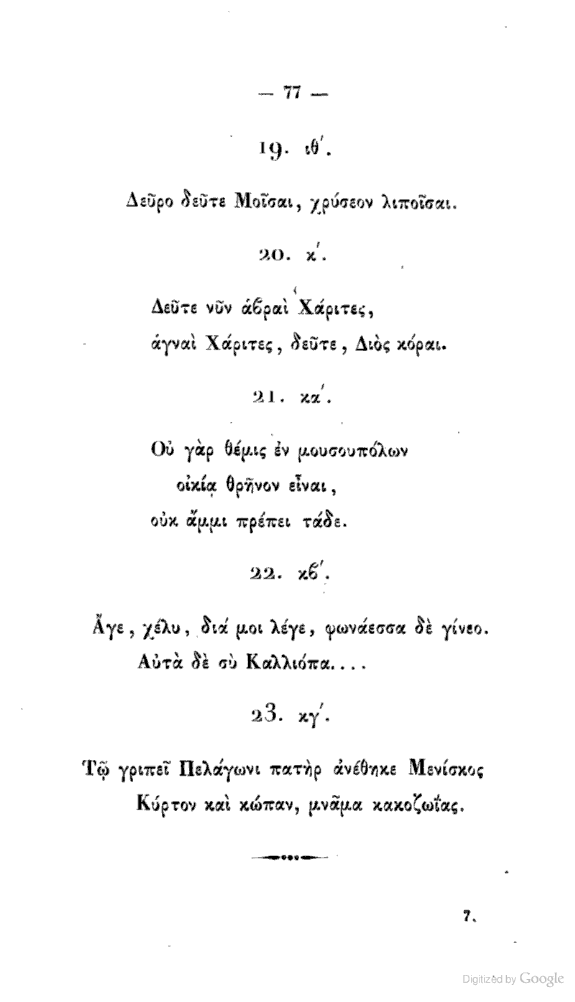 — 77 —
19. ιθ′.
Δεῦρο δεῦτε Μοῖσαι, χρύσεον λιποῖσαι.
20. κ′.
Δεῦτε νῦν ἁϐραὶ Χάριτες,
ἁγναὶ Χάριτες, δεῦτε, Διὸς κόραι.
21. κα′.
Οὐ γὰρ θέμις ἐν μουσουπόλων
οἰκίᾳ θρῆνον εἶναι,
οὐκ ἄμμι πρέπει τάδε.
22. κϐ′.
Ἄγε, χέλυ, διά μοι λέγε, φωνάεσσα δὲ γίνεο.
Αὐτὰ δὲ σὺ Καλλιόπα....
23. κγ′.
Τῷ γριπεῖ Πελάγωνι πατὴρ ἀνέθηκε Μενίσκος
Κύρτον καὶ κώπαν, μνᾶμα κακοζωΐας.
7.
Digitized by Google